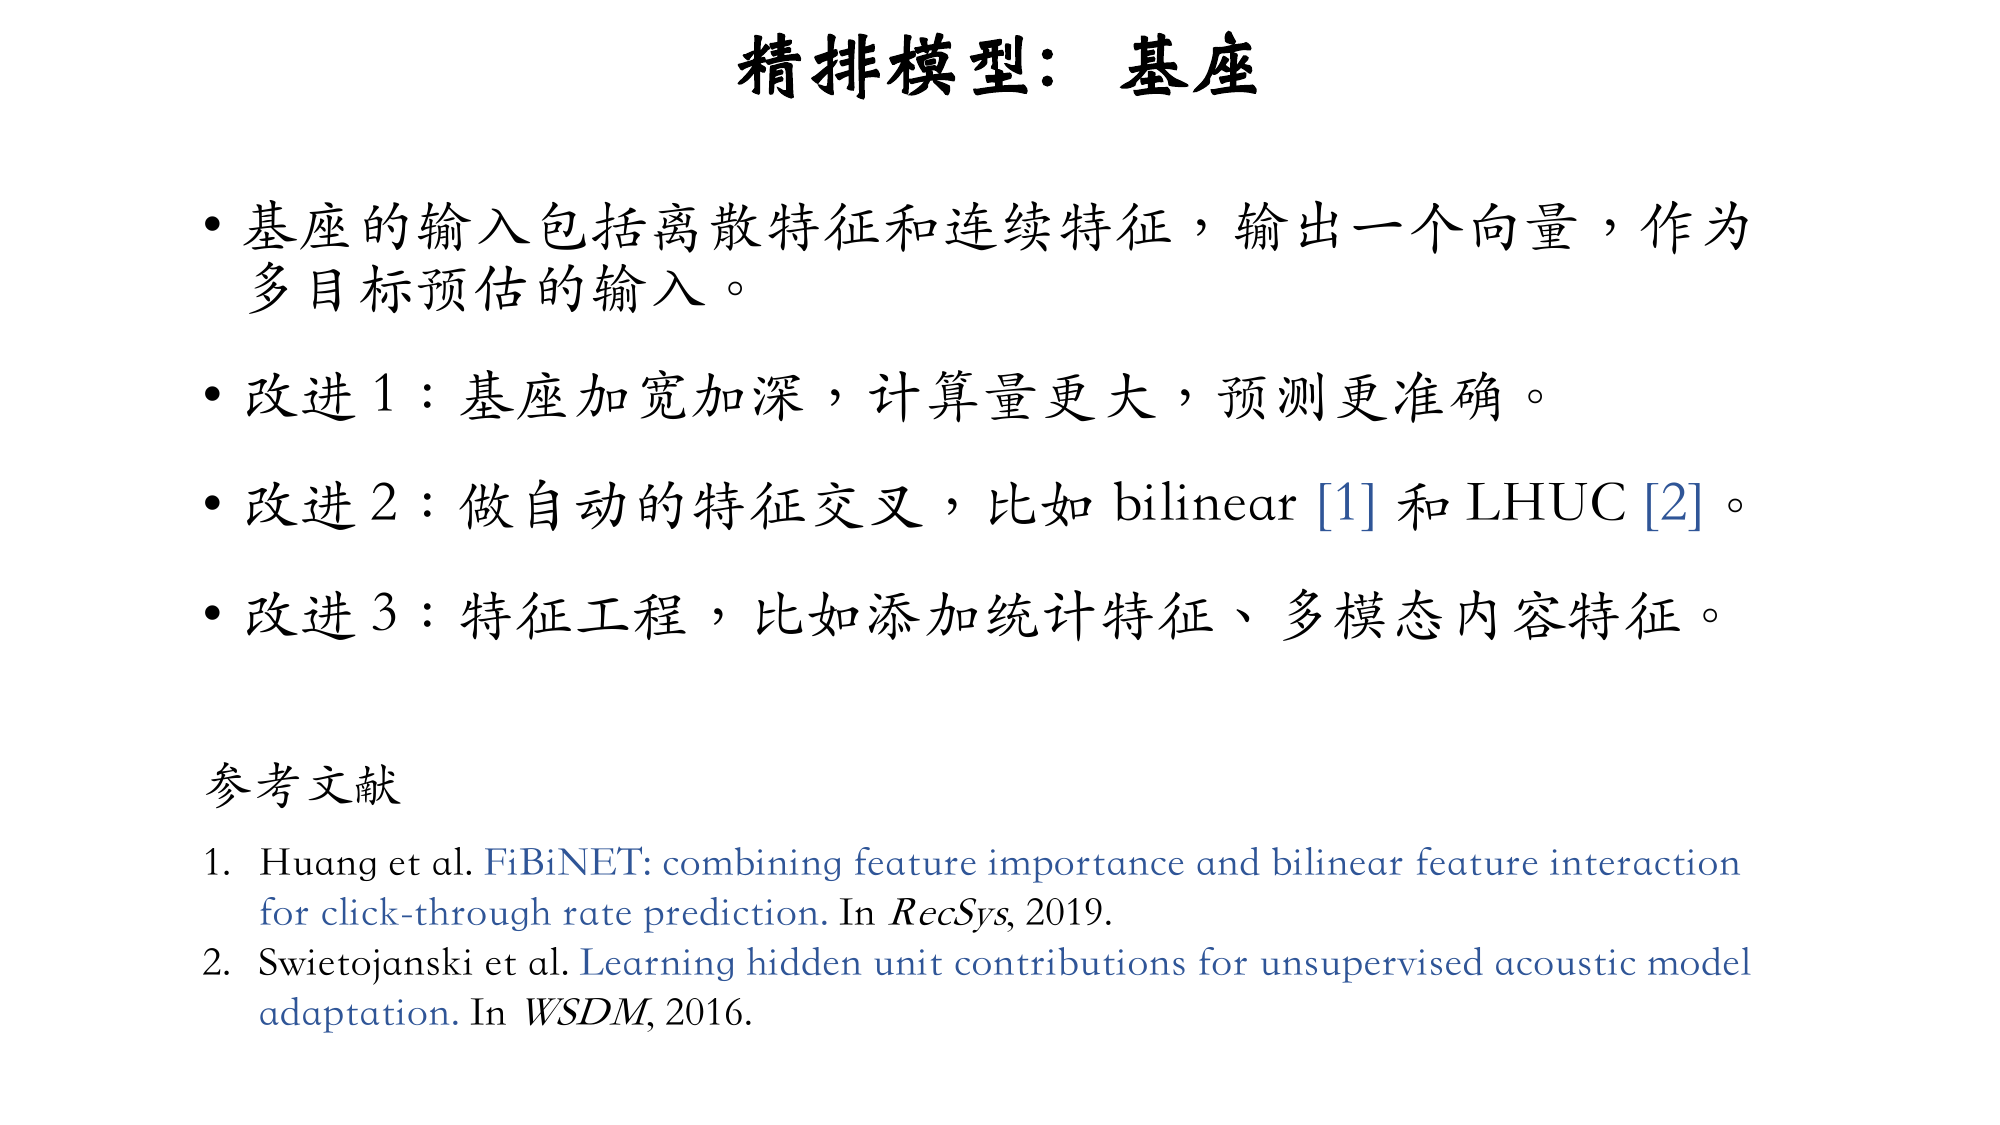 精排模型：基座
• 基座的输入包括离散特征和连续特征，输出一个向量，作为
多目标预估的输入。
• 改进 1：基座加宽加深，计算量更大，预测更准确。
• 改进 2：做自动的特征交叉，比如 bilinear [1] 和 LHUC [2]。
• 改进 3：特征工程，比如添加统计特征、多模态内容特征。
参考文献
1. Huang et al. FiBiNET: combining feature importance and bilinear feature interaction
for click-through rate prediction. In RecSys, 2019.
2. Swietojanski et al. Learning hidden unit contributions for unsupervised acoustic model
adaptation. In WSDM, 2016.